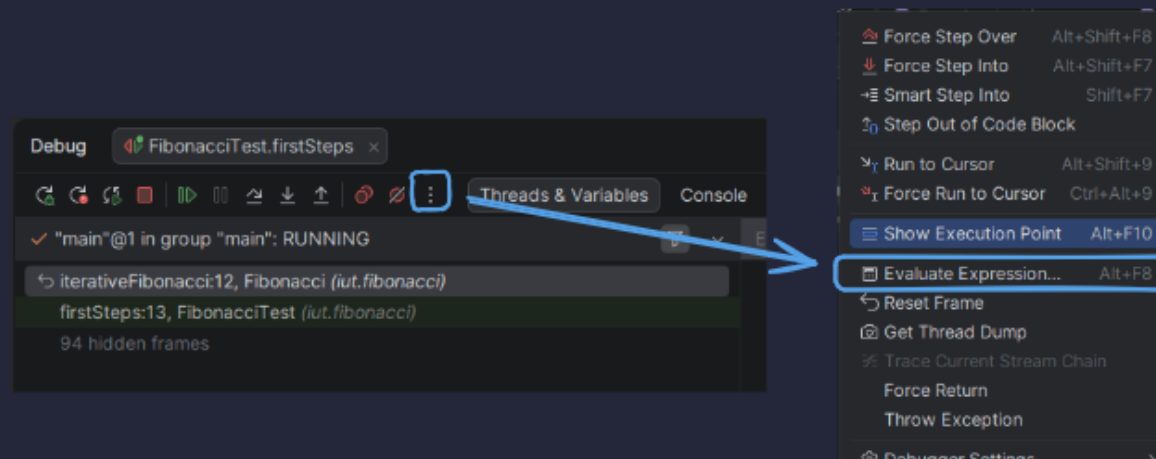 Debug FibonacciTest.firstSteps ×
Threads & Variables Console
"main"@1 in group "main": RUNNING
iterativeFibonacci:12, Fibonacci (iut.fibonacci)
firstSteps:13, FibonacciTest (iut.fibonacci)
94 hidden frames
Force Step Over Alt+Shift+F8
Force Step Into Alt+Shift+F7
Smart Step Into Shift+F7
Step Out of Code Block
Run to Cursor Alt+Shift+9
Force Run to Cursor Ctrl+Alt+9
Show Execution Point Alt+F10
Evaluate Expression... Alt+F8
Reset Frame
Get Thread Dump
Trace Current Stream Chain
Force Return
Throw Exception
Debugger Settings